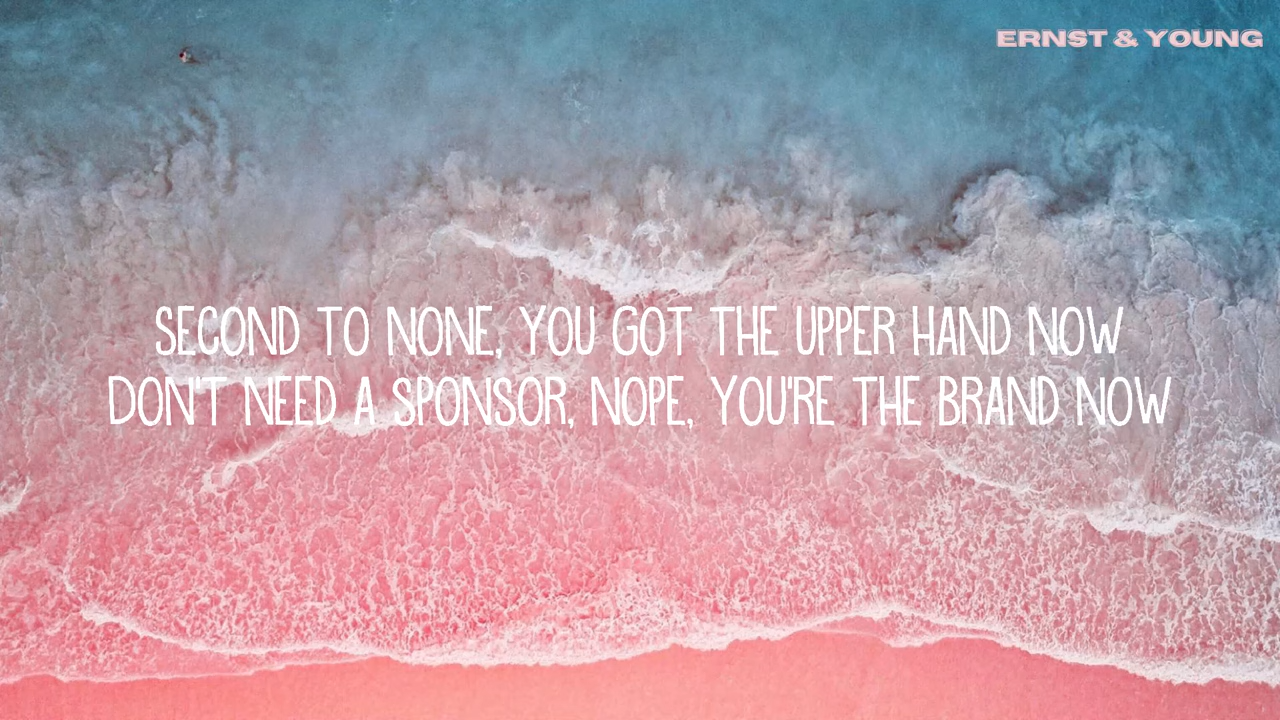 ERNST & YOUNG
SECOND TO NONE, YOU GOT THE UPPER HAND NOW
DON'T NEED A SPONSOR, NOPE, YOU'RE THE BRAND NOW